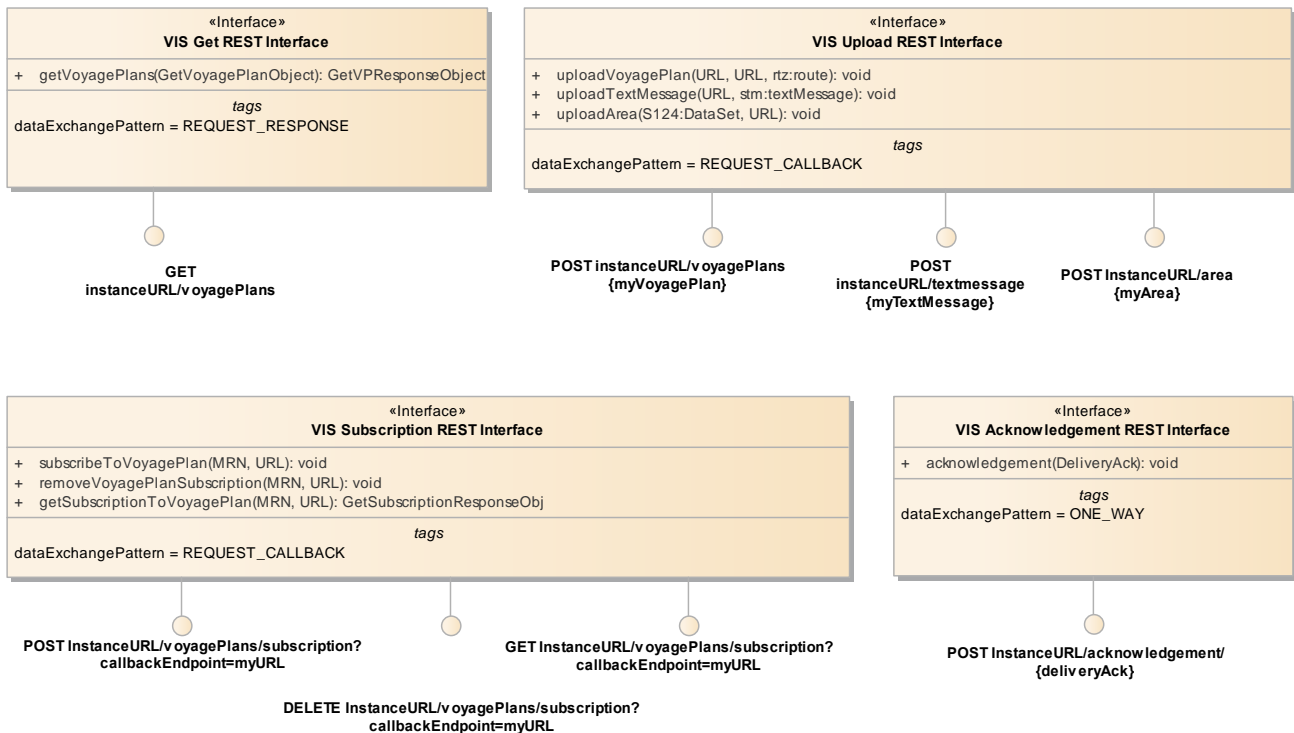 «Interface»
VIS Get REST Interface
+ getVoyagePlans(GetVoyagePlanObject): GetVPResponseObject
tags
dataExchangePattern = REQUEST_RESPONSE
GET
instanceURL/voyagePlans
«Interface»
VIS Upload REST Interface
+ uploadVoyagePlan(URL, URL, rtz:route): void
+ uploadTextMessage(URL, stm:textMessage): void
+ uploadArea(S124:DataSet, URL): void
tags
dataExchangePattern = REQUEST_CALLBACK
POST instanceURL/voyagePlans
{myVoyagePlan}
POST
instanceURL/textmessage
{myTextMessage}
POST InstanceURL/area
{myArea}
«Interface»
VIS Subscription REST Interface
+ subscribeToVoyagePlan(MRN, URL): void
+ removeVoyagePlanSubscription(MRN, URL): void
+ getSubscriptionToVoyagePlan(MRN, URL): GetSubscriptionResponseObj
tags
dataExchangePattern = REQUEST_CALLBACK
POST InstanceURL/voyagePlans/subscription?
callbackEndpoint=myURL
DELETE InstanceURL/voyagePlans/subscription?
callbackEndpoint=myURL
GET InstanceURL/voyagePlans/subscription?
callbackEndpoint=myURL
«Interface»
VIS Acknowledgement REST Interface
+ acknowledgement(DeliveryAck): void
tags
dataExchangePattern = ONE_WAY
POST InstanceURL/acknowledgement/
{deliveryAck}